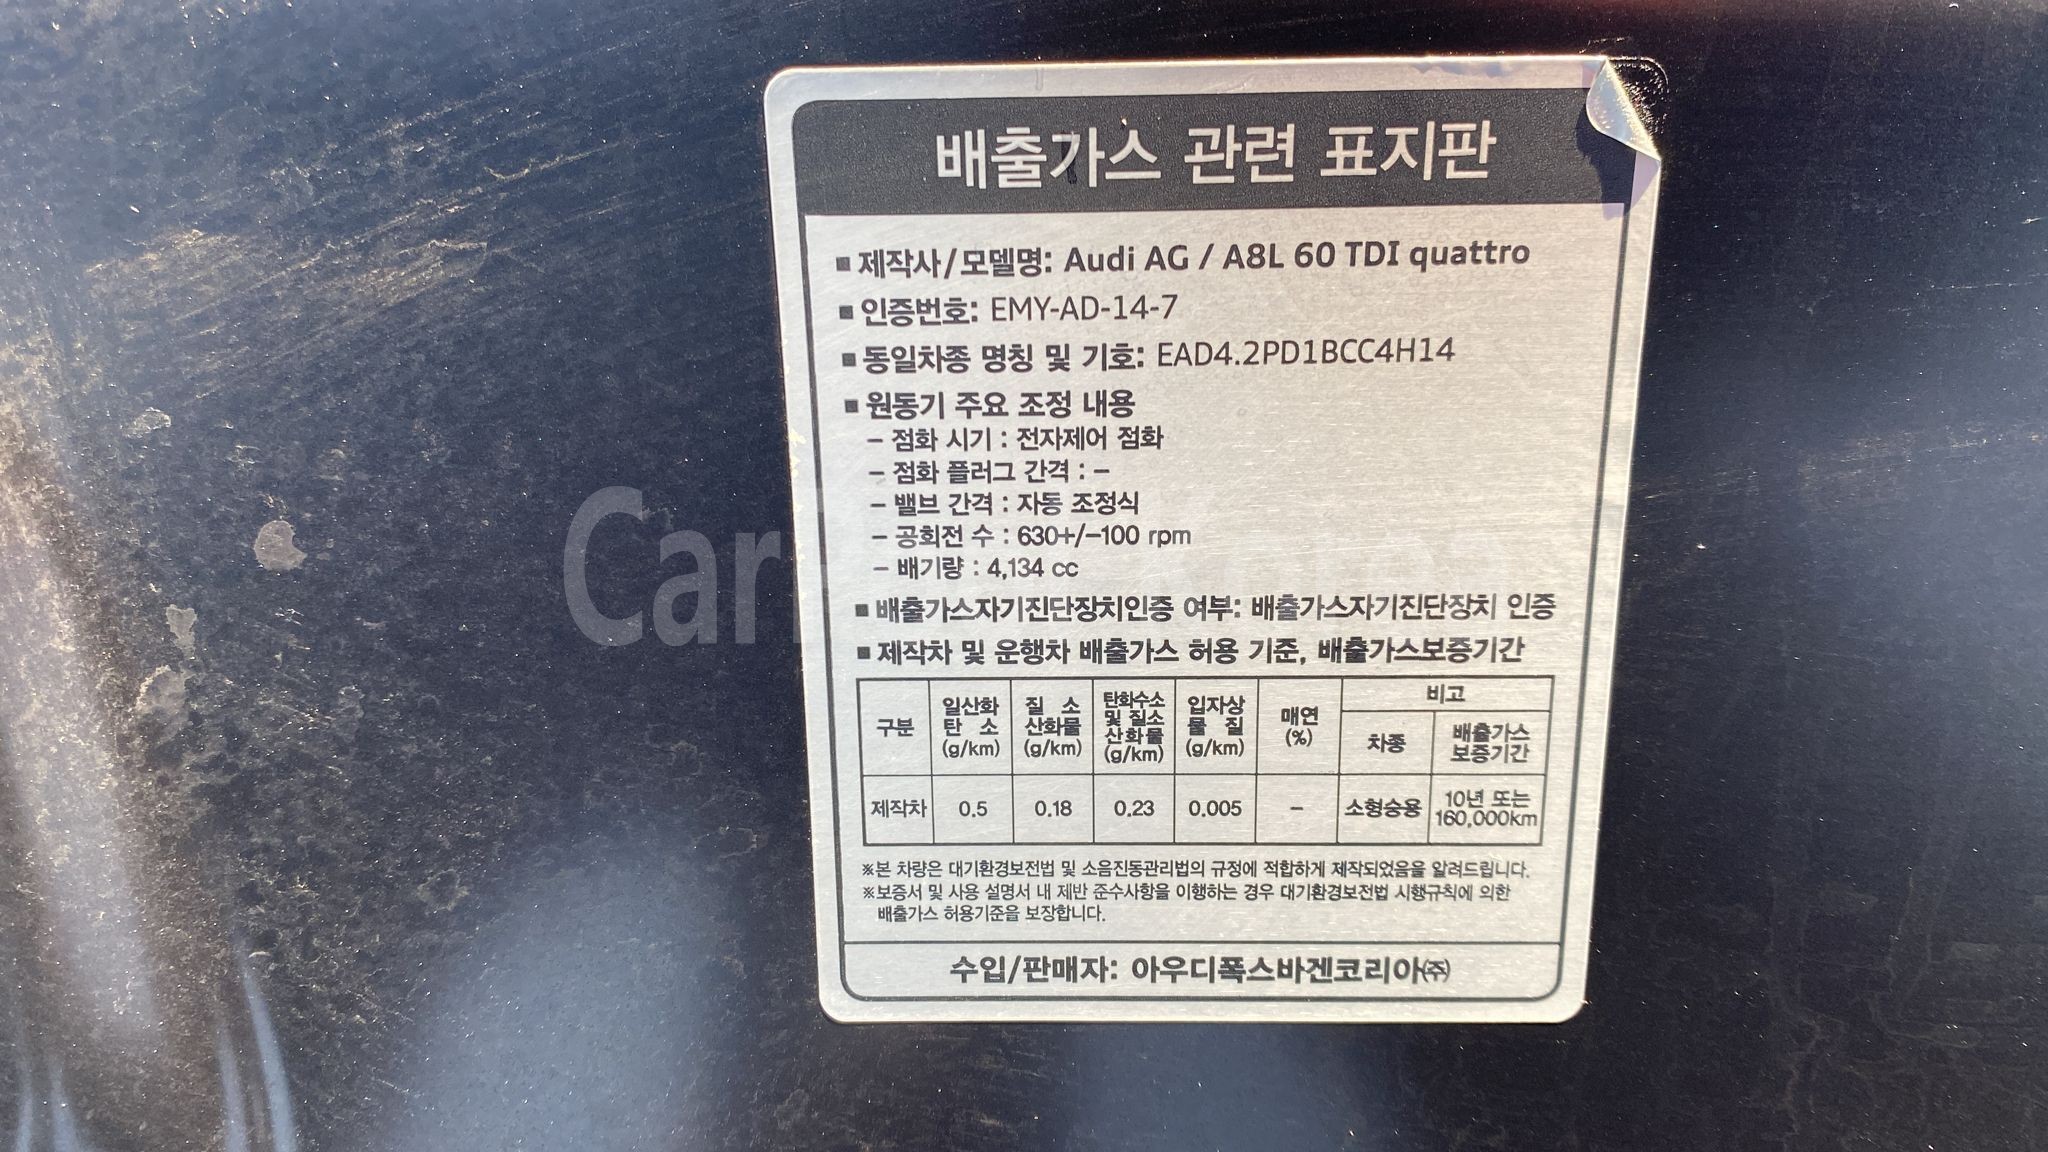 배출가스 관련 표지판
■ 제작사/모델명: Audi AG / A8L 60 TDI quattro
■ 인증번호: EMY-AD-14-7
■ 동일차종 명칭 및 기호: EAD4.2PD1BCC4H14
■ 원동기 주요 조정 내용
– 점화 시기 : 전자제어 점화
– 점화 플러그 간격 : –
– 밸브 간격 : 자동 조정식
– 공회전 수 : 630+/–100 rpm
– 배기량 : 4,134 cc
■ 배출가스자기진단장치인증 여부: 배출가스자기진단장치 인증
■ 제작차 및 운행차 배출가스 허용 기준, 배출가스보증기간
구분 일산화탄소 (g/km) 질소산화물 (g/km) 탄화수소 및 질소산화물 (g/km) 입자상물질 (g/km) 매연 (%) 비고
차종 배출가스 보증기간
제작차 0.5 0.18 0.23 0.005 – 소형승용 10년 또는 160,000km
※본 차량은 대기환경보전법 및 소음진동관리법의 규정에 적합하게 제작되었음을 알려드립니다.
※보증서 및 사용 설명서 내 제반 준수사항을 이행하는 경우 대기환경보전법 시행규칙에 의한
배출가스 허용기준을 보장합니다.
수입/판매자: 아우디폭스바겐코리아㈜